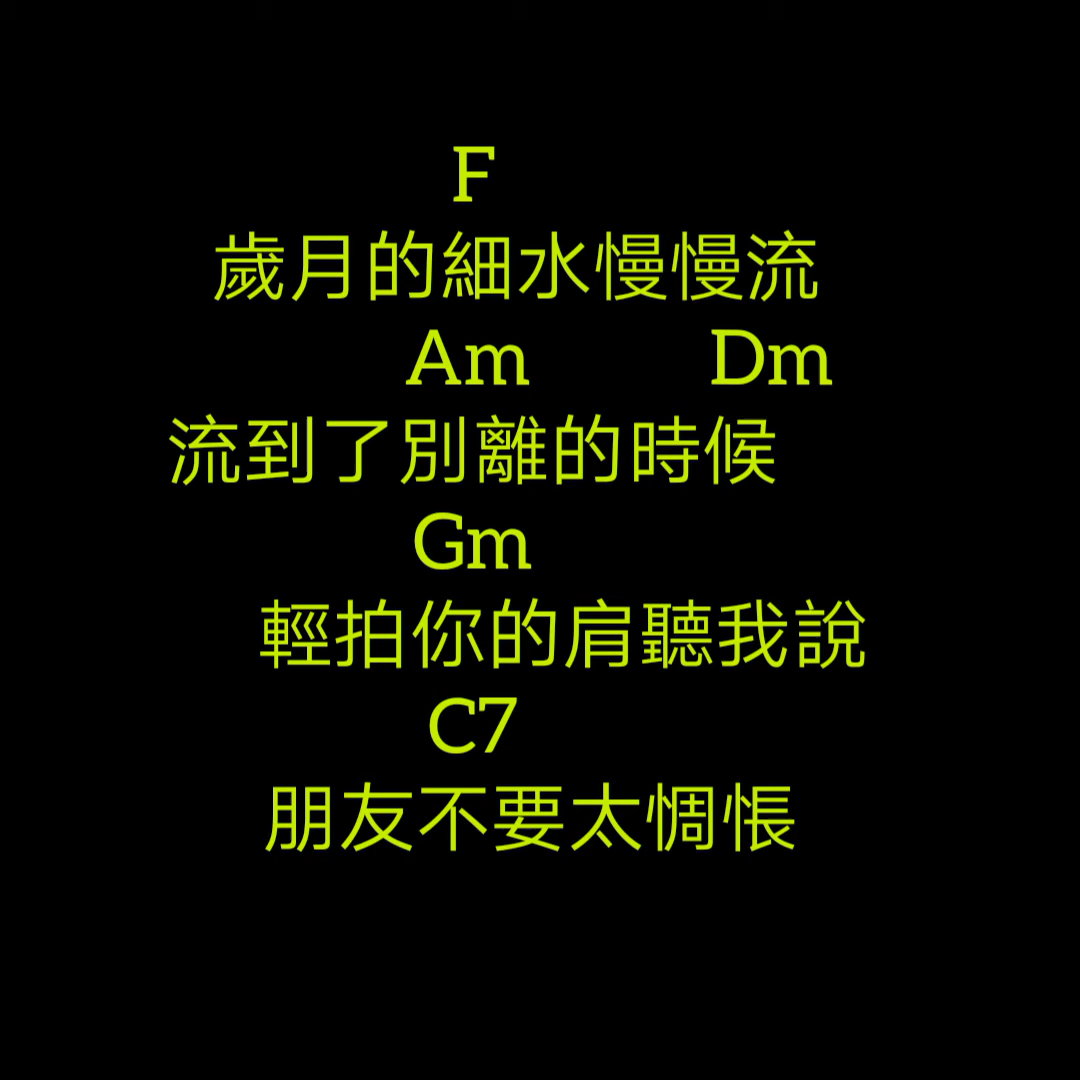 F
歲月的細水慢慢流
Am Dm
流到了別離的時候
Gm
輕拍你的肩聽我說
C7
朋友不要太惆悵